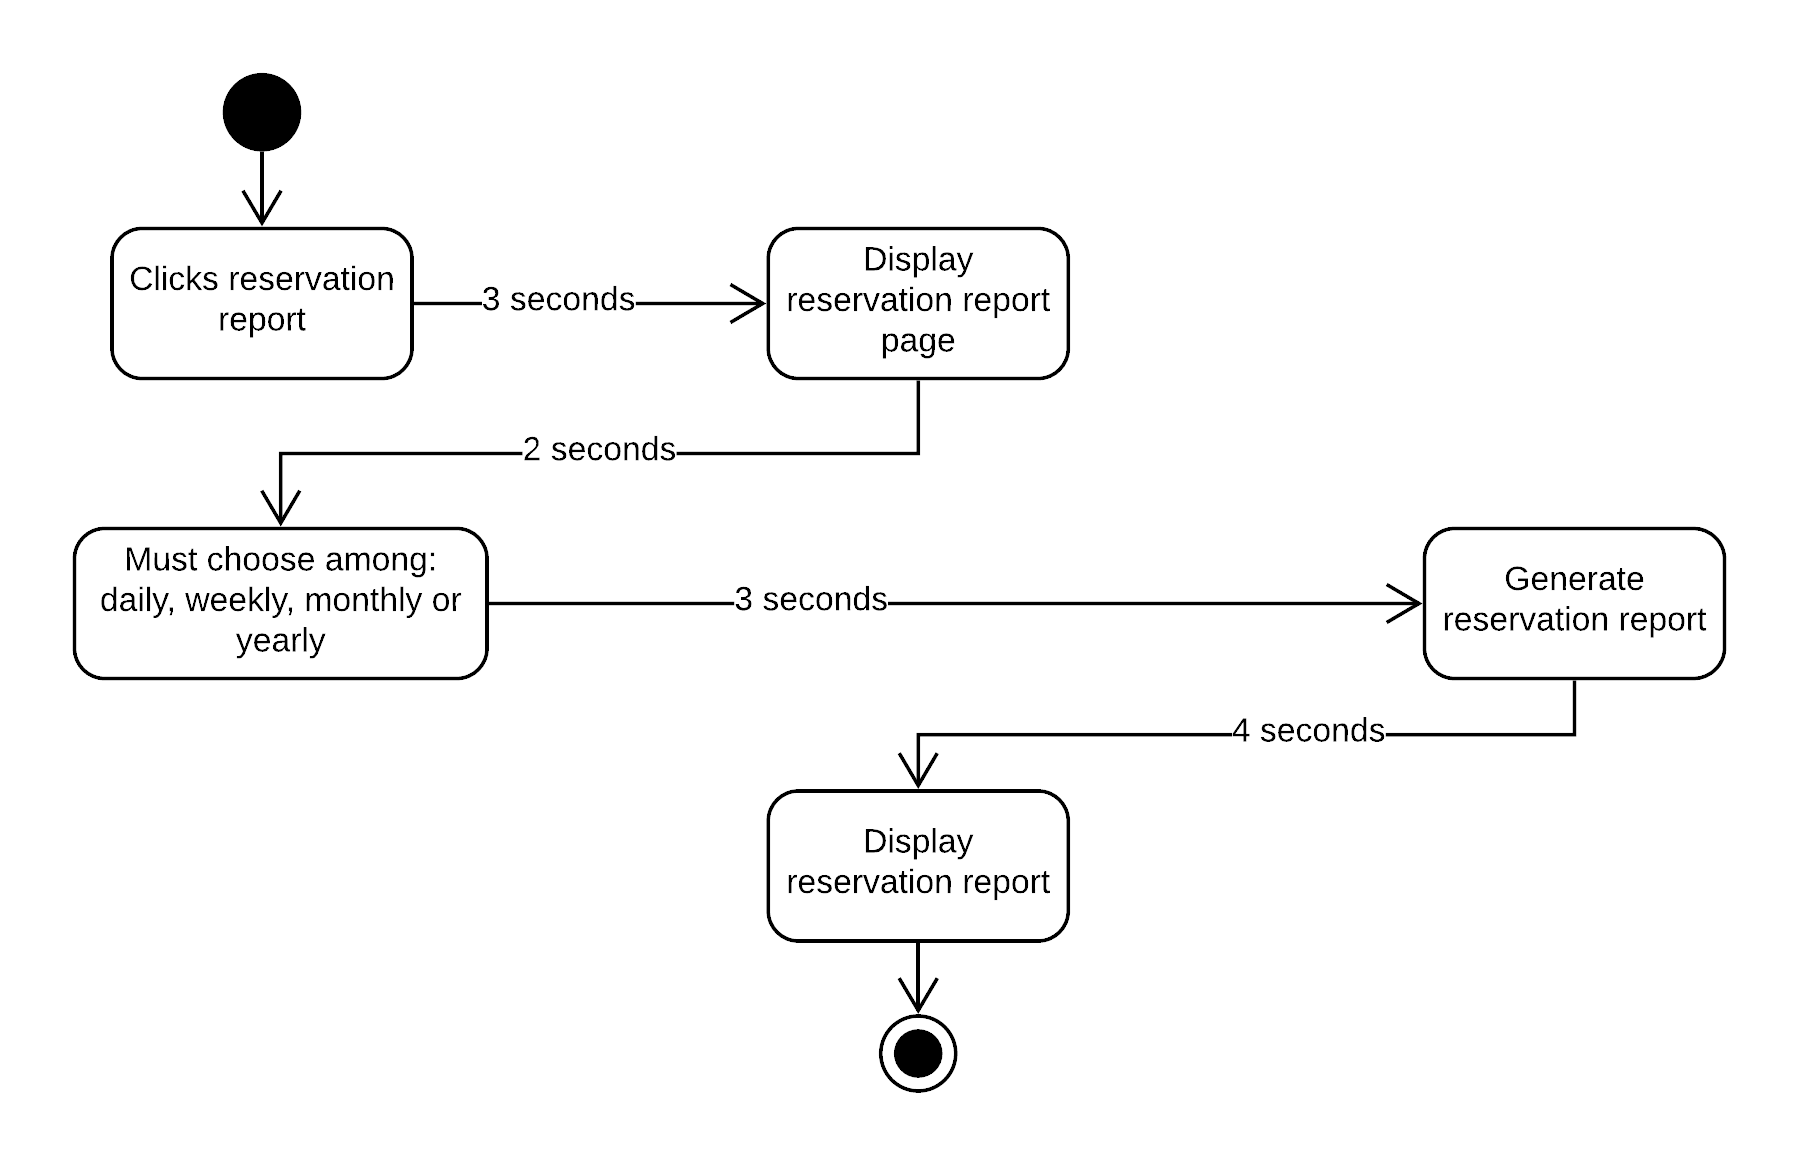 Clicks reservation
report
3 seconds
Display
reservation report
page
2 seconds
Must choose among:
daily, weekly, monthly or
yearly
3 seconds
Generate
reservation report
4 seconds
Display
reservation report